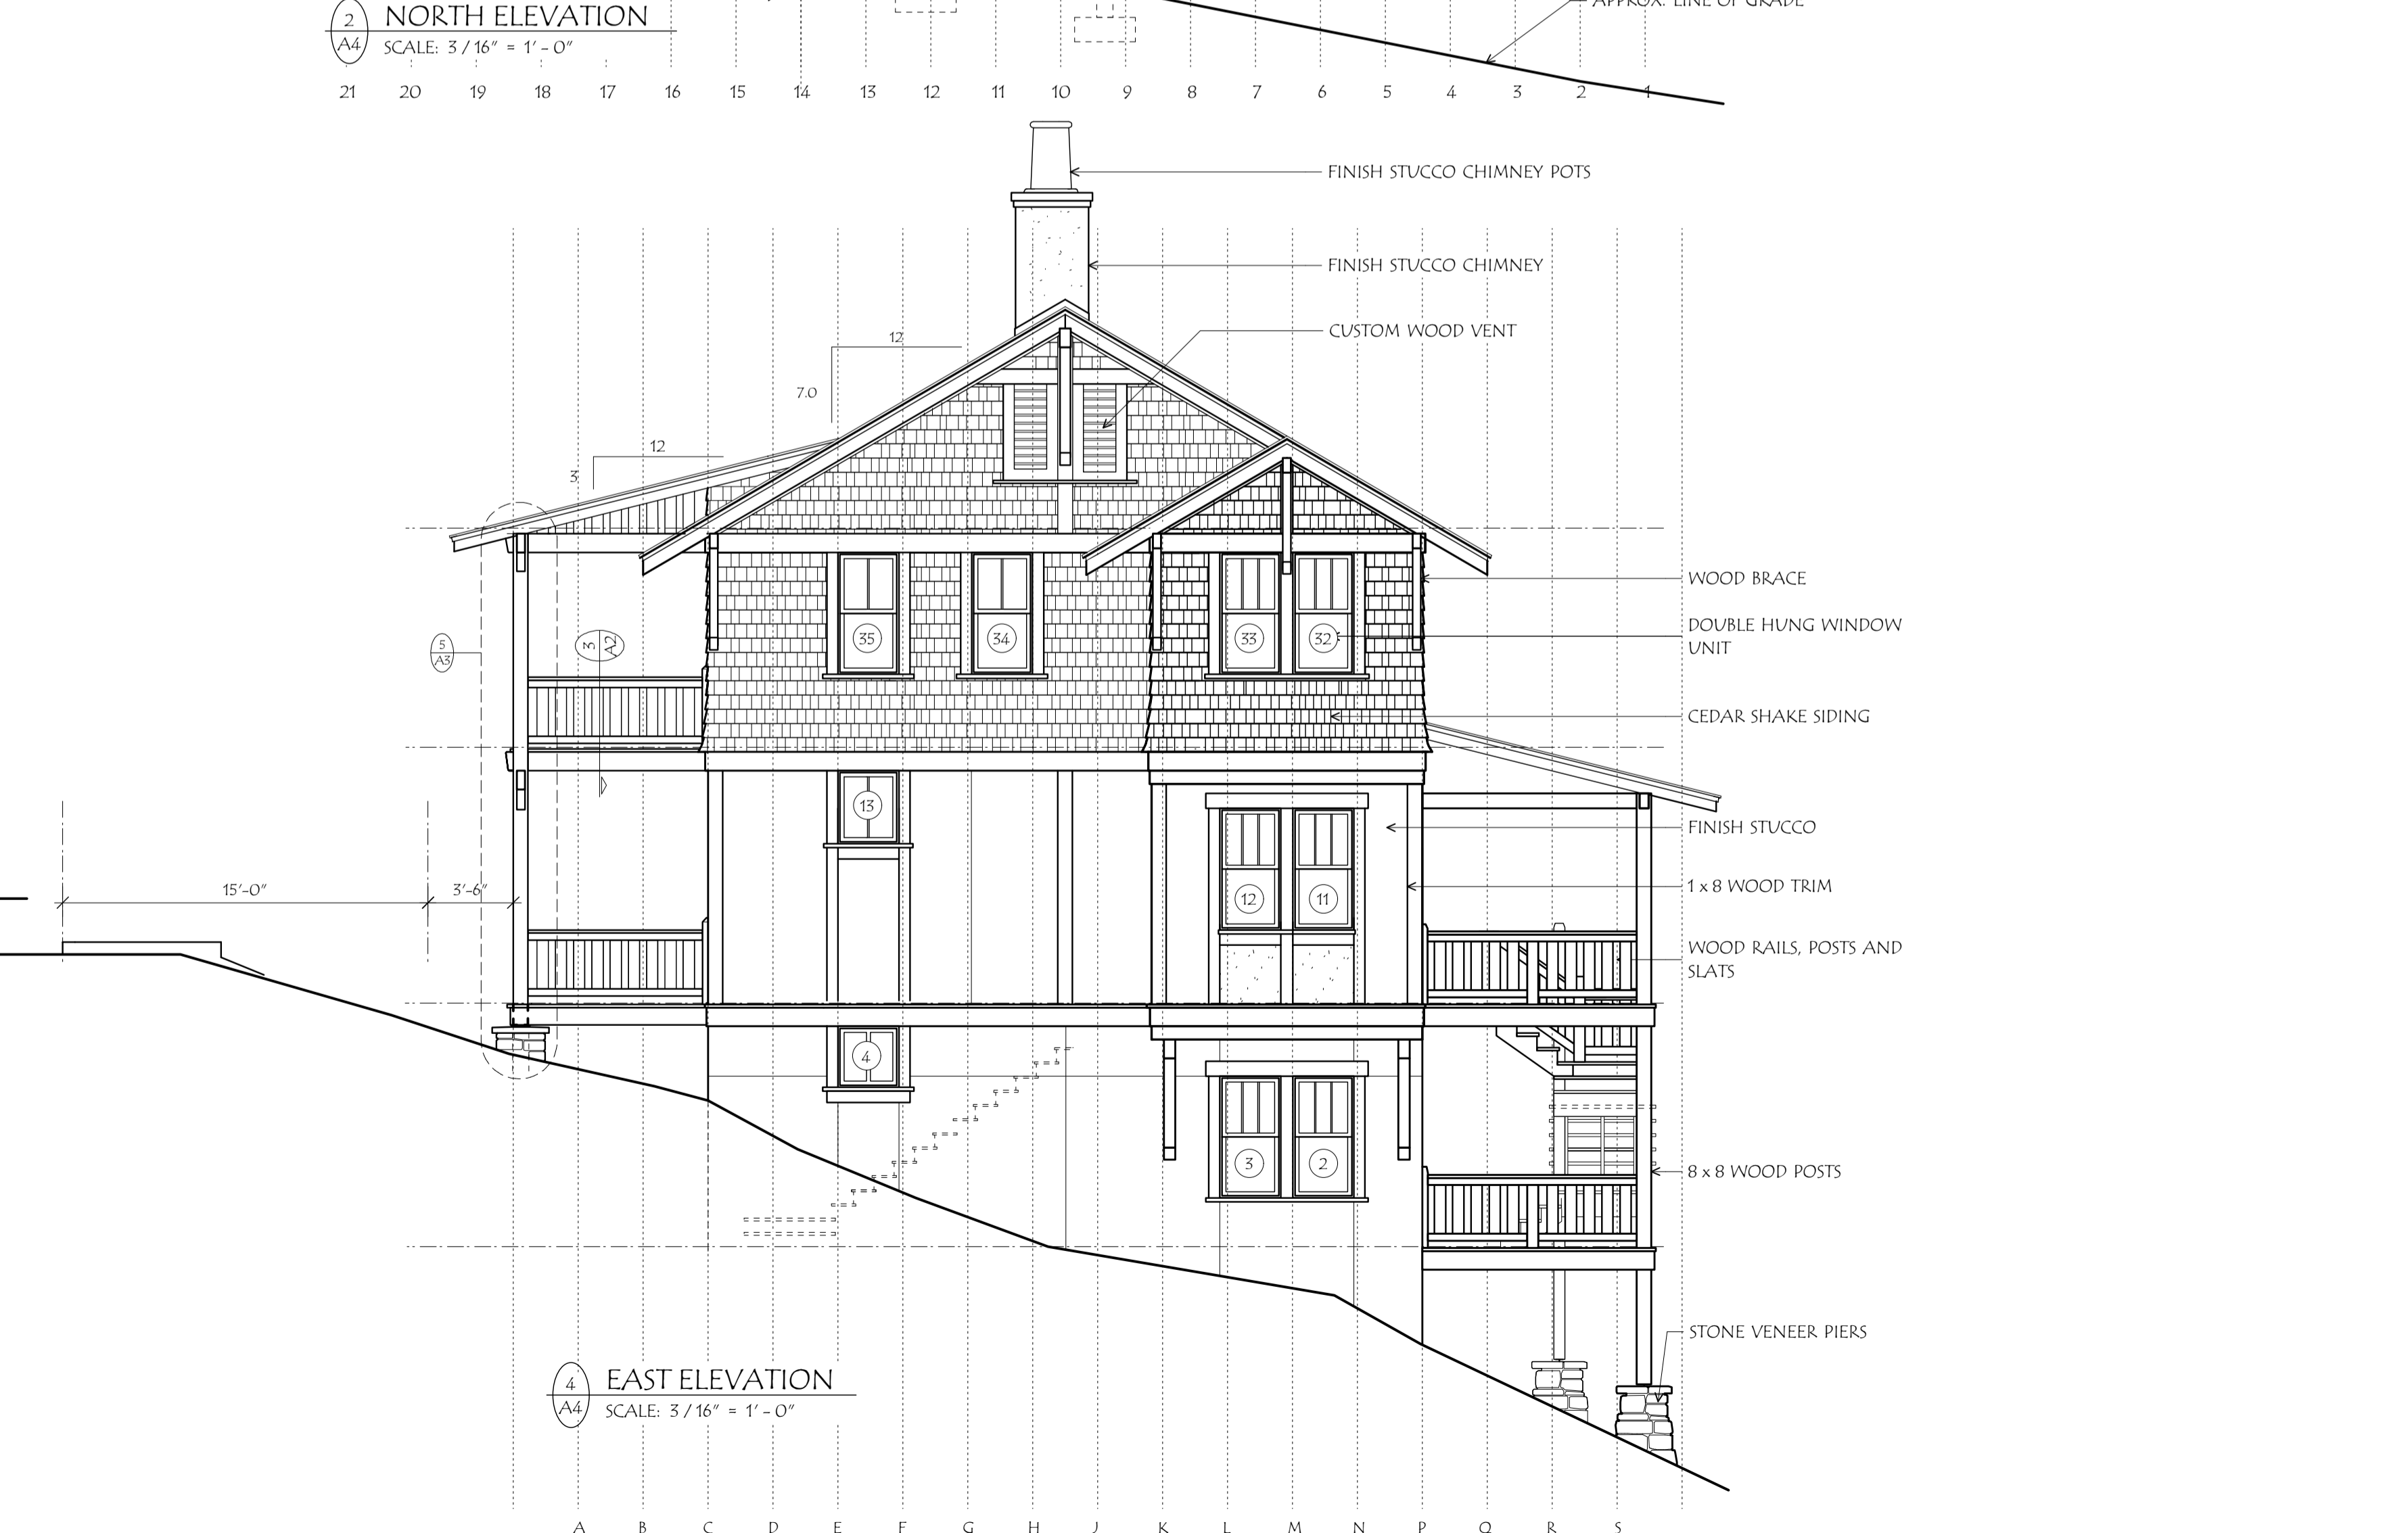 APPROX. LINE OF GRADE
2
A4
NORTH ELEVATION
SCALE: 3/16" = 1'-0"
21 20 19 18 17 16 15 14 13 12 11 10 9 8 7 6 5 4 3 2 1
FINISH STUCCO CHIMNEY POTS
FINISH STUCCO CHIMNEY
CUSTOM WOOD VENT
12
7.0
12
3
WOOD BRACE
DOUBLE HUNG WINDOW
UNIT
35 34 33 32
5
A3
3
A2
CEDAR SHAKE SIDING
13
FINISH STUCCO
15'-0" 3'-6"
12 11
1 x 8 WOOD TRIM
WOOD RAILS, POSTS AND
SLATS
4
3 2
8 x 8 WOOD POSTS
STONE VENEER PIERS
4
A4
EAST ELEVATION
SCALE: 3/16" = 1'-0"
A B C D E F G H J K L M N P Q R S